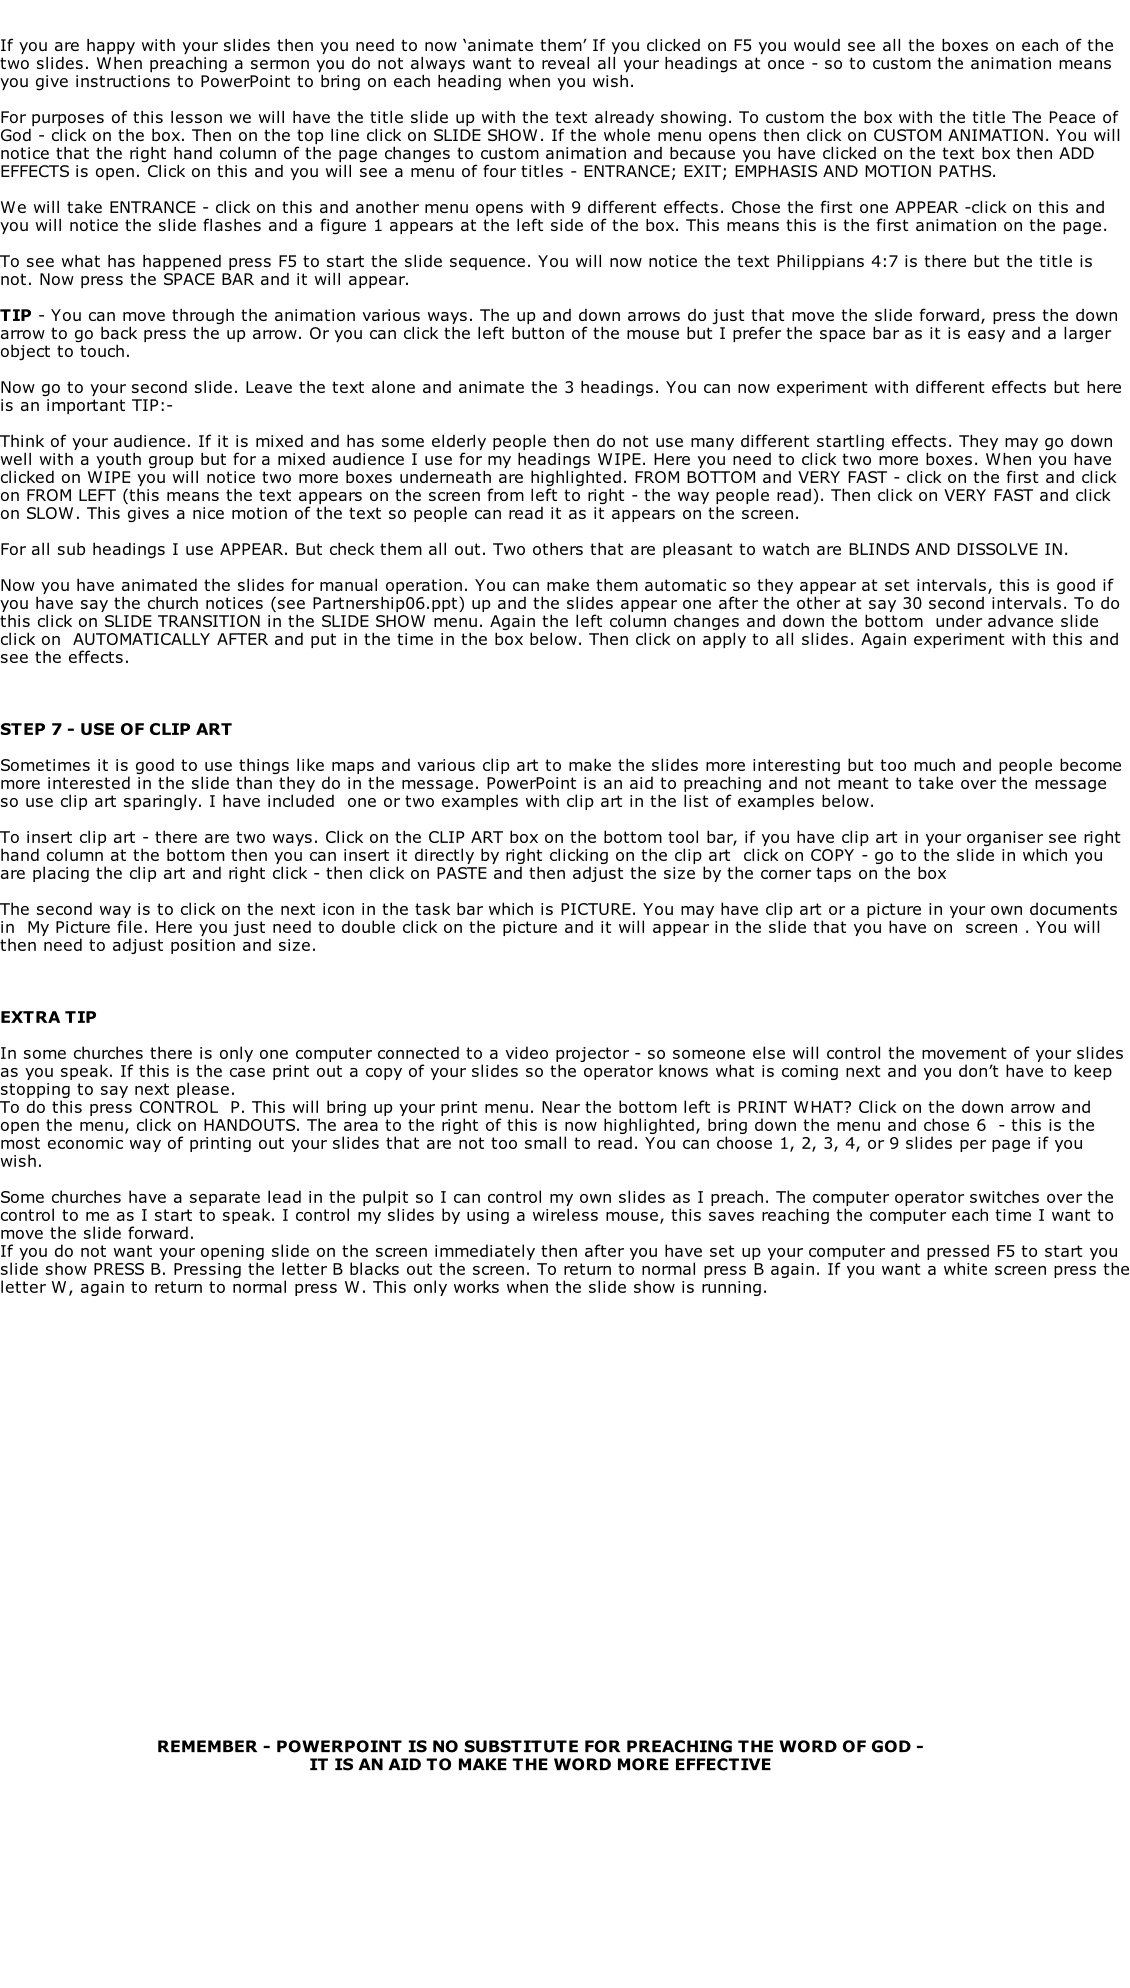 If you are happy with your slides then you need to now ‘animate them’ If you clicked on F5 you would see all the boxes on each of the
two slides. When preaching a sermon you do not always want to reveal all your headings at once - so to custom the animation means
you give instructions to PowerPoint to bring on each heading when you wish.

For purposes of this lesson we will have the title slide up with the text already showing. To custom the box with the title The Peace of
God - click on the box. Then on the top line click on SLIDE SHOW. If the whole menu opens then click on CUSTOM ANIMATION. You will
notice that the right hand column of the page changes to custom animation and because you have clicked on the text box then ADD
EFFECTS is open. Click on this and you will see a menu of four titles - ENTRANCE; EXIT; EMPHASIS AND MOTION PATHS.

We will take ENTRANCE - click on this and another menu opens with 9 different effects. Chose the first one APPEAR -click on this and
you will notice the slide flashes and a figure 1 appears at the left side of the box. This means this is the first animation on the page.

To see what has happened press F5 to start the slide sequence. You will now notice the text Philippians 4:7 is there but the title is
not. Now press the SPACE BAR and it will appear.

TIP - You can move through the animation various ways. The up and down arrows do just that move the slide forward, press the down
arrow to go back press the up arrow. Or you can click the left button of the mouse but I prefer the space bar as it is easy and a larger
object to touch.

Now go to your second slide. Leave the text alone and animate the 3 headings. You can now experiment with different effects but here
is an important TIP:-

Think of your audience. If it is mixed and has some elderly people then do not use many different startling effects. They may go down
well with a youth group but for a mixed audience I use for my headings WIPE. Here you need to click two more boxes. When you have
clicked on WIPE you will notice two more boxes underneath are highlighted. FROM BOTTOM and VERY FAST - click on the first and click
on FROM LEFT (this means the text appears on the screen from left to right - the way people read). Then click on VERY FAST and click
on SLOW. This gives a nice motion of the text so people can read it as it appears on the screen.

For all sub headings I use APPEAR. But check them all out. Two others that are pleasant to watch are BLINDS AND DISSOLVE IN.

Now you have animated the slides for manual operation. You can make them automatic so they appear at set intervals, this is good if
you have say the church notices (see Partnership06.ppt) up and the slides appear one after the other at say 30 second intervals. To do
this click on SLIDE TRANSITION in the SLIDE SHOW menu. Again the left column changes and down the bottom  under advance slide
click on  AUTOMATICALLY AFTER and put in the time in the box below. Then click on apply to all slides. Again experiment with this and
see the effects.

STEP 7 - USE OF CLIP ART

Sometimes it is good to use things like maps and various clip art to make the slides more interesting but too much and people become
more interested in the slide than they do in the message. PowerPoint is an aid to preaching and not meant to take over the message
so use clip art sparingly. I have included  one or two examples with clip art in the list of examples below.

To insert clip art - there are two ways. Click on the CLIP ART box on the bottom tool bar, if you have clip art in your organiser see right
hand column at the bottom then you can insert it directly by right clicking on the clip art  click on COPY - go to the slide in which you
are placing the clip art and right click - then click on PASTE and then adjust the size by the corner taps on the box

The second way is to click on the next icon in the task bar which is PICTURE. You may have clip art or a picture in your own documents
in  My Picture file. Here you just need to double click on the picture and it will appear in the slide that you have on  screen . You will
then need to adjust position and size.

EXTRA TIP

In some churches there is only one computer connected to a video projector - so someone else will control the movement of your slides
as you speak. If this is the case print out a copy of your slides so the operator knows what is coming next and you don’t have to keep
stopping to say next please.
To do this press CONTROL  P. This will bring up your print menu. Near the bottom left is PRINT WHAT? Click on the down arrow and
open the menu, click on HANDOUTS. The area to the right of this is now highlighted, bring down the menu and chose 6  - this is the
most economic way of printing out your slides that are not too small to read. You can choose 1, 2, 3, 4, or 9 slides per page if you
wish.

Some churches have a separate lead in the pulpit so I can control my own slides as I preach. The computer operator switches over the
control to me as I start to speak. I control my slides by using a wireless mouse, this saves reaching the computer each time I want to
move the slide forward.
If you do not want your opening slide on the screen immediately then after you have set up your computer and pressed F5 to start you
slide show PRESS B. Pressing the letter B blacks out the screen. To return to normal press B again. If you want a white screen press the
letter W, again to return to normal press W. This only works when the slide show is running.

REMEMBER - POWERPOINT IS NO SUBSTITUTE FOR PREACHING THE WORD OF GOD -
IT IS AN AID TO MAKE THE WORD MORE EFFECTIVE